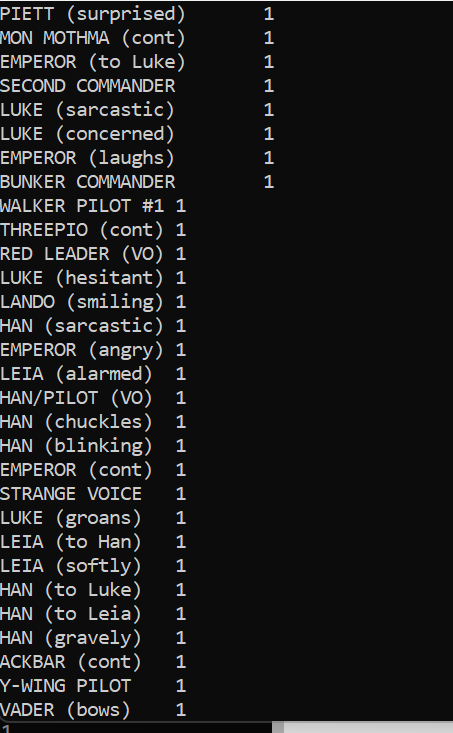 PIETT (surprised) 1
MON MOTHMA (cont) 1
EMPEROR (to Luke) 1
SECOND COMMANDER 1
LUKE (sarcastic) 1
LUKE (concerned) 1
EMPEROR (laughs) 1
BUNKER COMMANDER 1
WALKER PILOT #1 1
THREEPIO (cont) 1
RED LEADER (VO) 1
LUKE (hesitant) 1
LANDO (smiling) 1
HAN (sarcastic) 1
EMPEROR (angry) 1
LEIA (alarmed) 1
HAN/PILOT (VO) 1
HAN (chuckles) 1
HAN (blinking) 1
EMPEROR (cont) 1
STRANGE VOICE 1
LUKE (groans) 1
LEIA (to Han) 1
LEIA (softly) 1
HAN (to Luke) 1
HAN (to Leia) 1
HAN (gravely) 1
ACKBAR (cont) 1
Y-WING PILOT 1
VADER (bows) 1